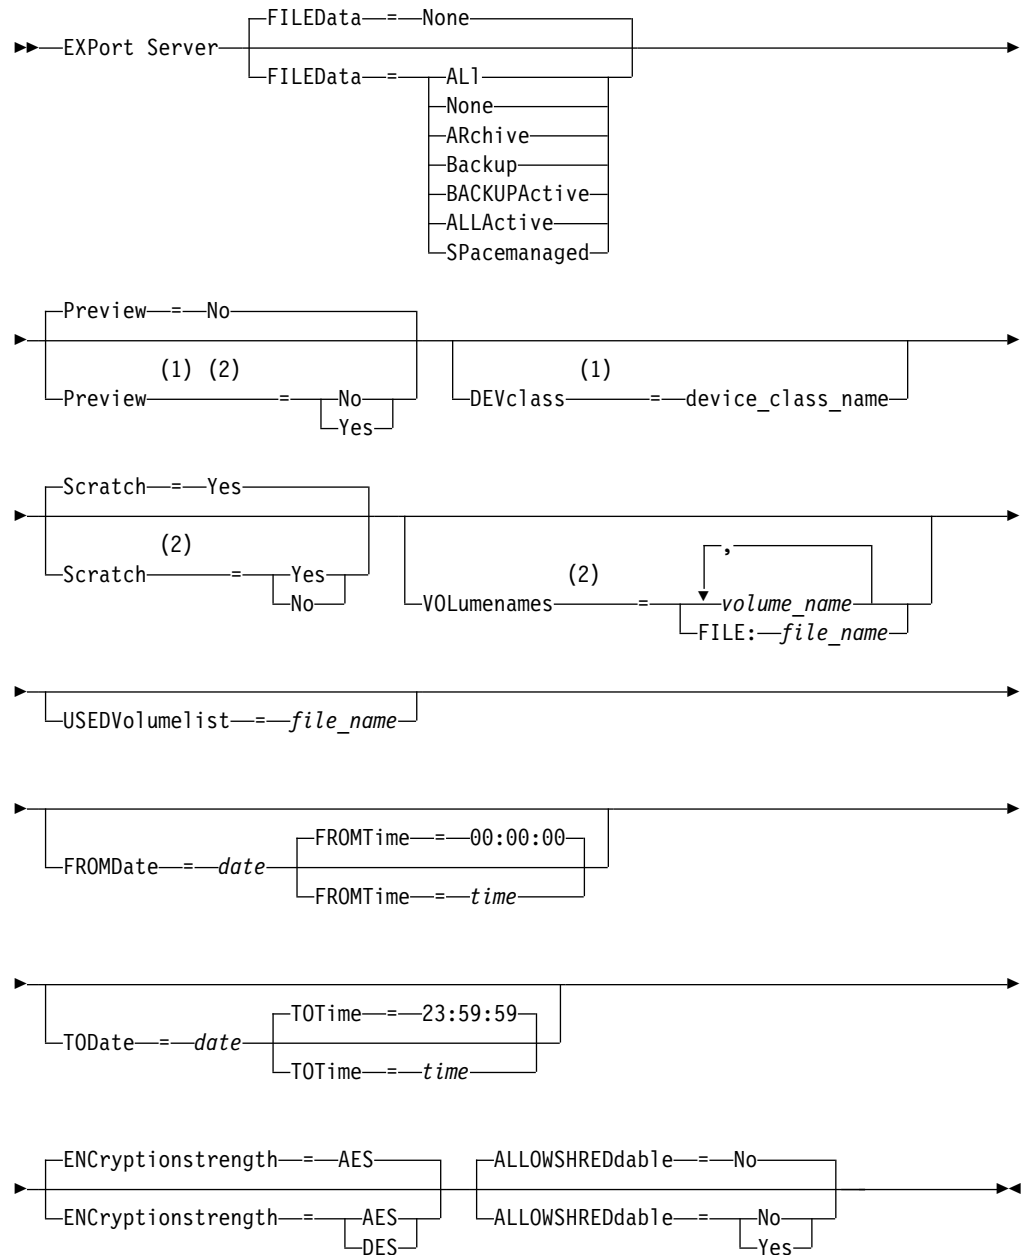 FILEData = None
EXPort Server
FILEData = ALl
None
ARchive
Backup
BACKUPActive
ALLActive
SPacemanaged
Preview = No
(1) (2)
Preview = No
Yes
(1)
DEVclass = device_class_name
Scratch = Yes
(2)
Scratch = Yes
No
,
(2)
VOLumenames = volume_name
FILE: file_name
USEDVolumelist = file_name
FROMTime = 00:00:00
FROMDate = date
FROMTime = time
TOTime = 23:59:59
TODate = date
TOTime = time
ENCryptionstrength = AES
ENCryptionstrength = AES
DES
ALLOWSHREDdable = No
ALLOWSHREDdable = No
Yes